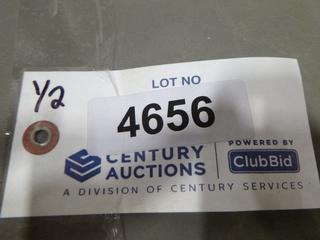 1/2
LOT NO
4656
CENTURY
AUCTIONS
POWERED BY
ClubBid
A DIVISION OF CENTURY SERVICES